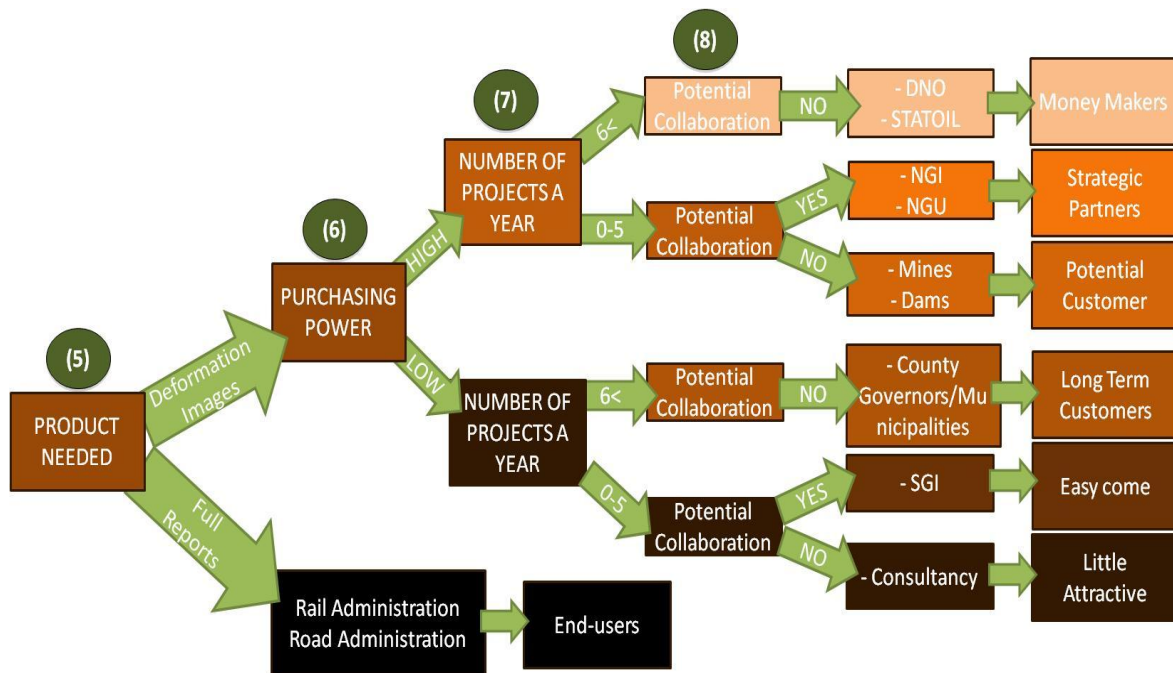 (8)
(7)
(6)
(5)
PRODUCT
NEEDED
Deformation
Images
Full
Reports
PURCHASING
POWER
HIGH
LOW
NUMBER OF
PROJECTS A
YEAR
6<
0-5
Potential
Collaboration
NO
- DNO
- STATOIL
Money Makers
Potential
Collaboration
YES
- NGI
- NGU
Strategic
Partners
NO
- Mines
- Dams
Potential
Customer
NUMBER OF
PROJECTS A
YEAR
6<
0-5
Potential
Collaboration
NO
- County
Governors/Mu
nicipalities
Long Term
Customers
Potential
Collaboration
YES
- SGI
Easy come
NO
- Consultancy
Little
Attractive
Rail Administration
Road Administration
End-users